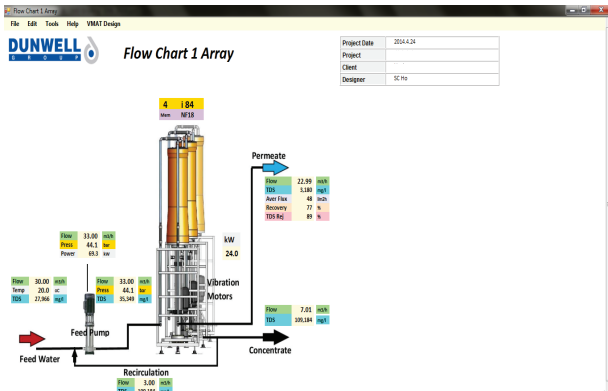 Flow Chart 1 Array
File Edit Tools Help VMAT Design
DUNWELL
GROUP
Flow Chart 1 Array
Project Date 2014.4.24
Project
Client
Designer SC Ho
4 i 84
Mem NF18
Permeate
Flow 22.99 m3/h
TDS 3,180 mg/l
Aver Flux 48 lm2h
Recovery 77 %
TDS Rej 89 %
Flow 33.00 m3/h
Press 44.1 bar
Power 69.3 kw
kW
24.0
Flow 30.00 m3/h
Temp 20.0 oc
TDS 27,966 mg/l
Flow 33.00 m3/h
Press 44.1 bar
TDS 35,349 mg/l
Vibration
Motors
Flow 7.01 m3/h
TDS 109,184 mg/l
Feed Pump
Feed Water
Concentrate
Recirculation
Flow 3.00 m3/h
TDS 109,184 mg/l